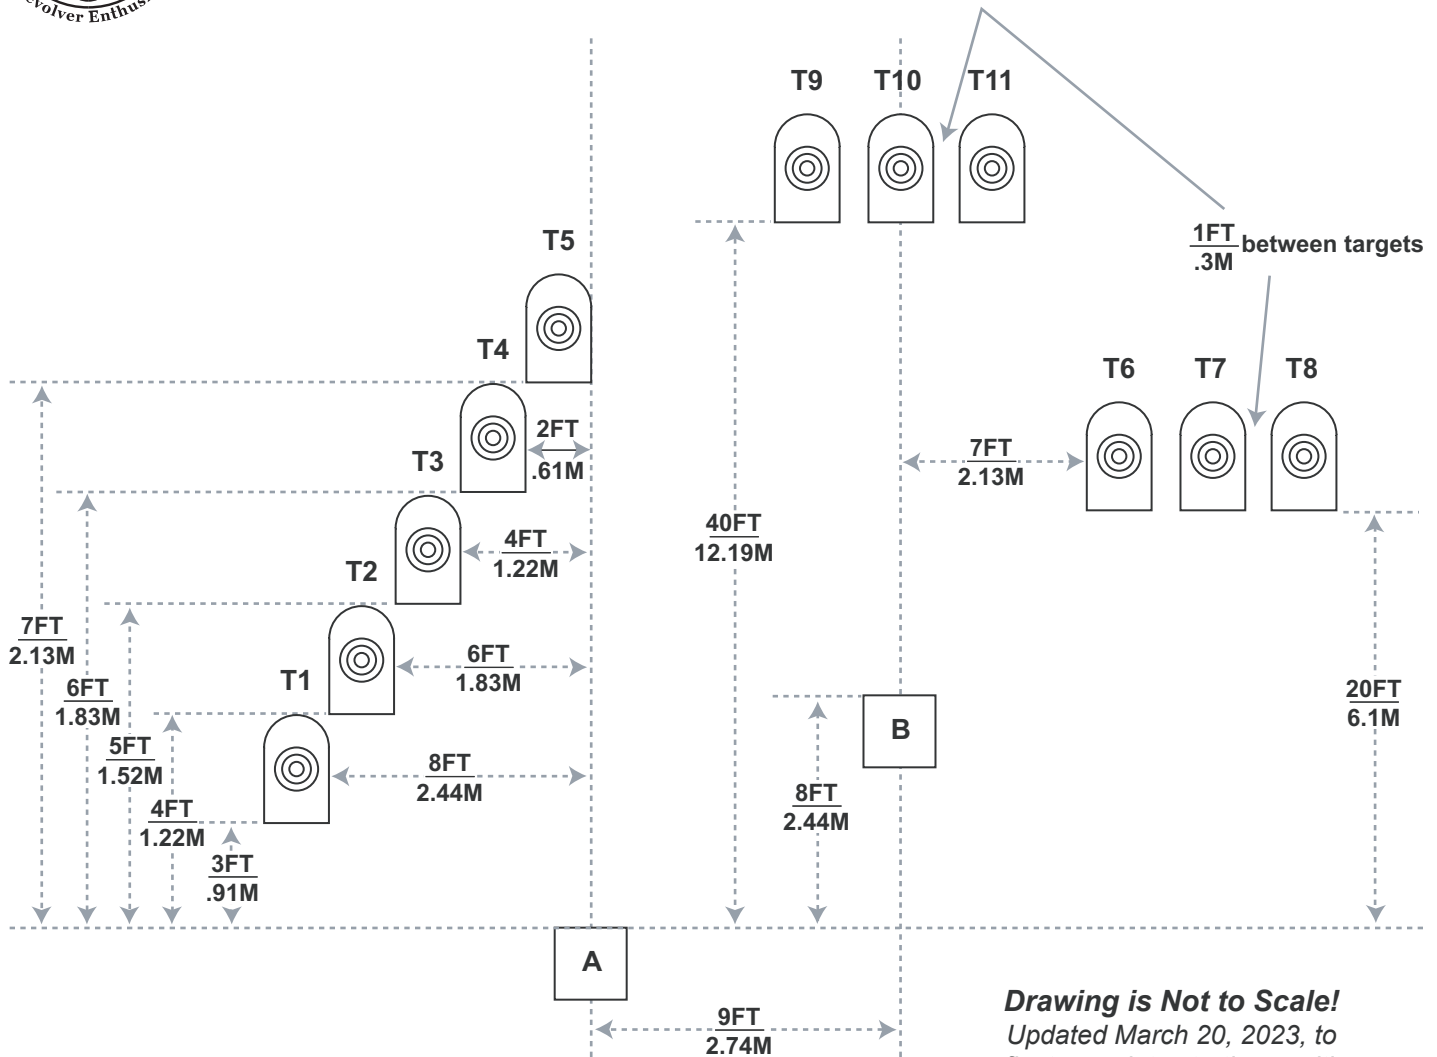 Revolver Enthus
T9 T10 T11
T5
1FT
.3M
between targets
T4
T6 T7 T8
2FT
.61M
T3
7FT
2.13M
40FT
12.19M
4FT
1.22M
T2
7FT
2.13M
6FT
1.83M
T1
6FT
1.83M
20FT
6.1M
B
5FT
1.52M
8FT
2.44M
8FT
2.44M
4FT
1.22M
3FT
.91M
A
Drawing is Not to Scale!
9FT
2.74M
Updated March 20, 2023, to